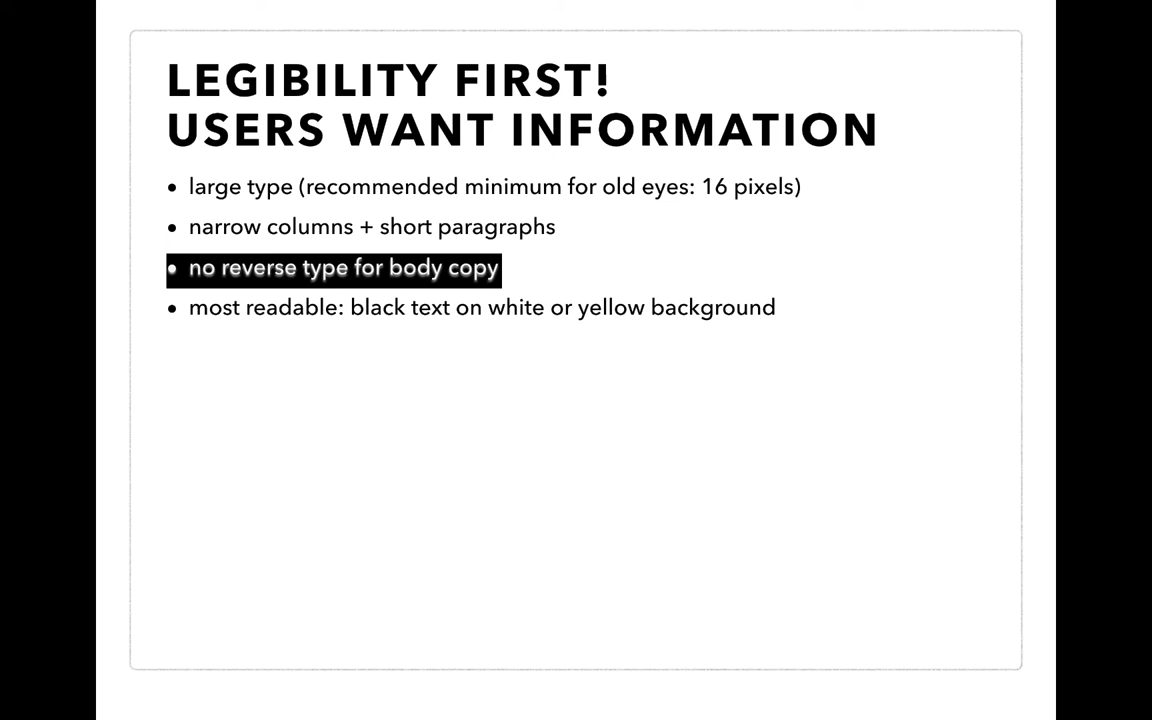 LEGIBILITY FIRST!
USERS WANT INFORMATION
• large type (recommended minimum for old eyes: 16 pixels)
• narrow columns + short paragraphs
• no reverse type for body copy
• most readable: black text on white or yellow background